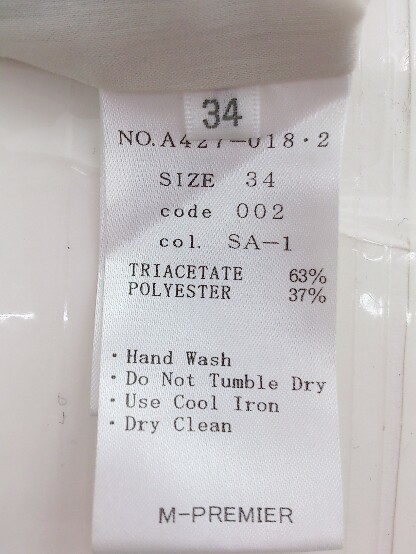 34
NO.A427-018・2
SIZE 34
code 002
col. SA-1
TRIACETATE 63%
POLYESTER 37%
・Hand Wash
・Do Not Tumble Dry
・Use Cool Iron
・Dry Clean
M-PREMIER